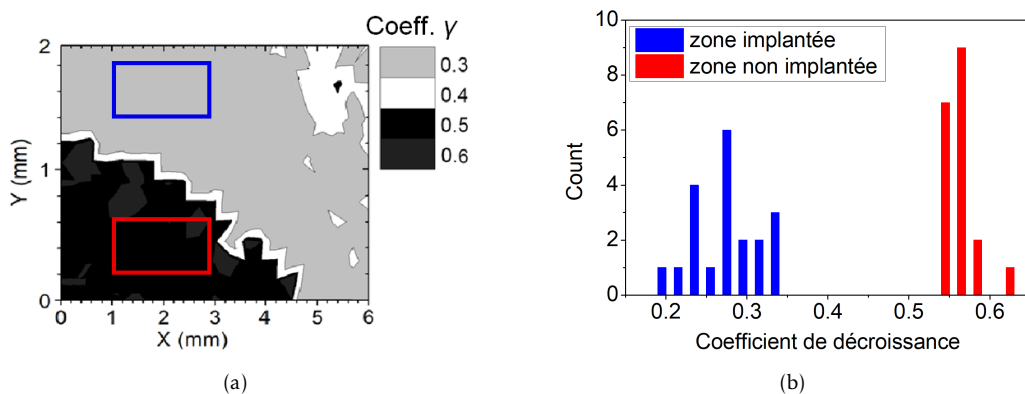 Coeff. γ
0.3
0.4
0.5
0.6
2
1
0
Y (mm)
0 1 2 3 4 5 6
X (mm)
(a)
zone implantée
zone non implantée
10
8
6
4
2
0
Count
0.2 0.3 0.4 0.5 0.6
Coefficient de décroissance
(b)